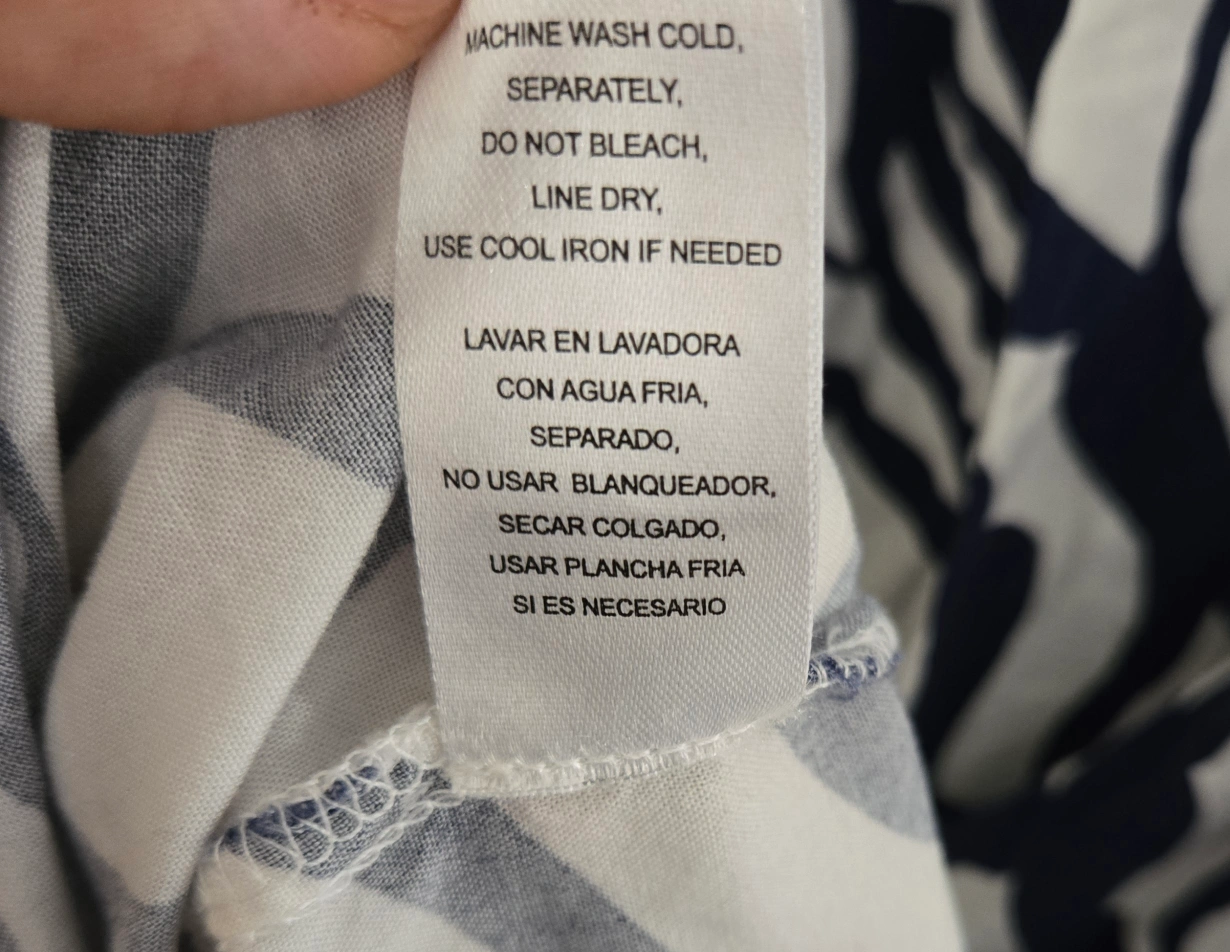 MACHINE WASH COLD,
SEPARATELY,
DO NOT BLEACH,
LINE DRY,
USE COOL IRON IF NEEDED
LAVAR EN LAVADORA
CON AGUA FRIA,
SEPARADO,
NO USAR BLANQUEADOR,
SECAR COLGADO,
USAR PLANCHA FRIA
SI ES NECESARIO